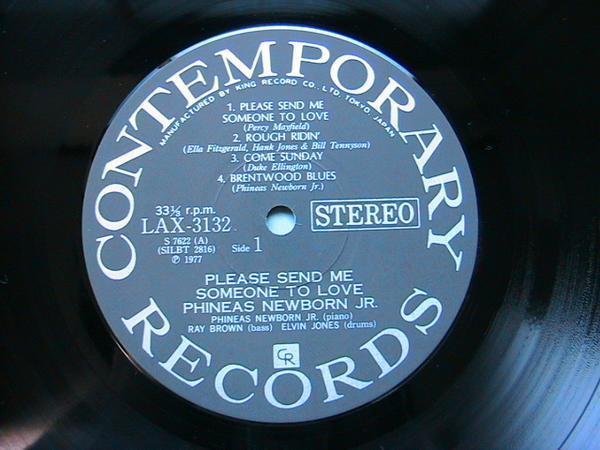 CONTEMPORARY
MANUFACTURED BY KING RECORD CO., LTD. TOKYO JAPAN
1. PLEASE SEND ME
SOMEONE TO LOVE
(Percy Mayfield)
2. ROUGH RIDIN'
(Ella Fitzgerald, Hank Jones & Bill Tennyson)
3. COME SUNDAY
(Duke Ellington)
4. BRENTWOOD BLUES
(Phineas Newborn Jr.)
33⅓ r.p.m.
LAX-3132
STEREO
S 7622 (A)
(SILBT 2816)
Side 1
Ⓟ 1977
PLEASE SEND ME
SOMEONE TO LOVE
PHINEAS NEWBORN JR.
PHINEAS NEWBORN JR. (piano)
RAY BROWN (bass) ELVIN JONES (drums)
CR
RECORDS